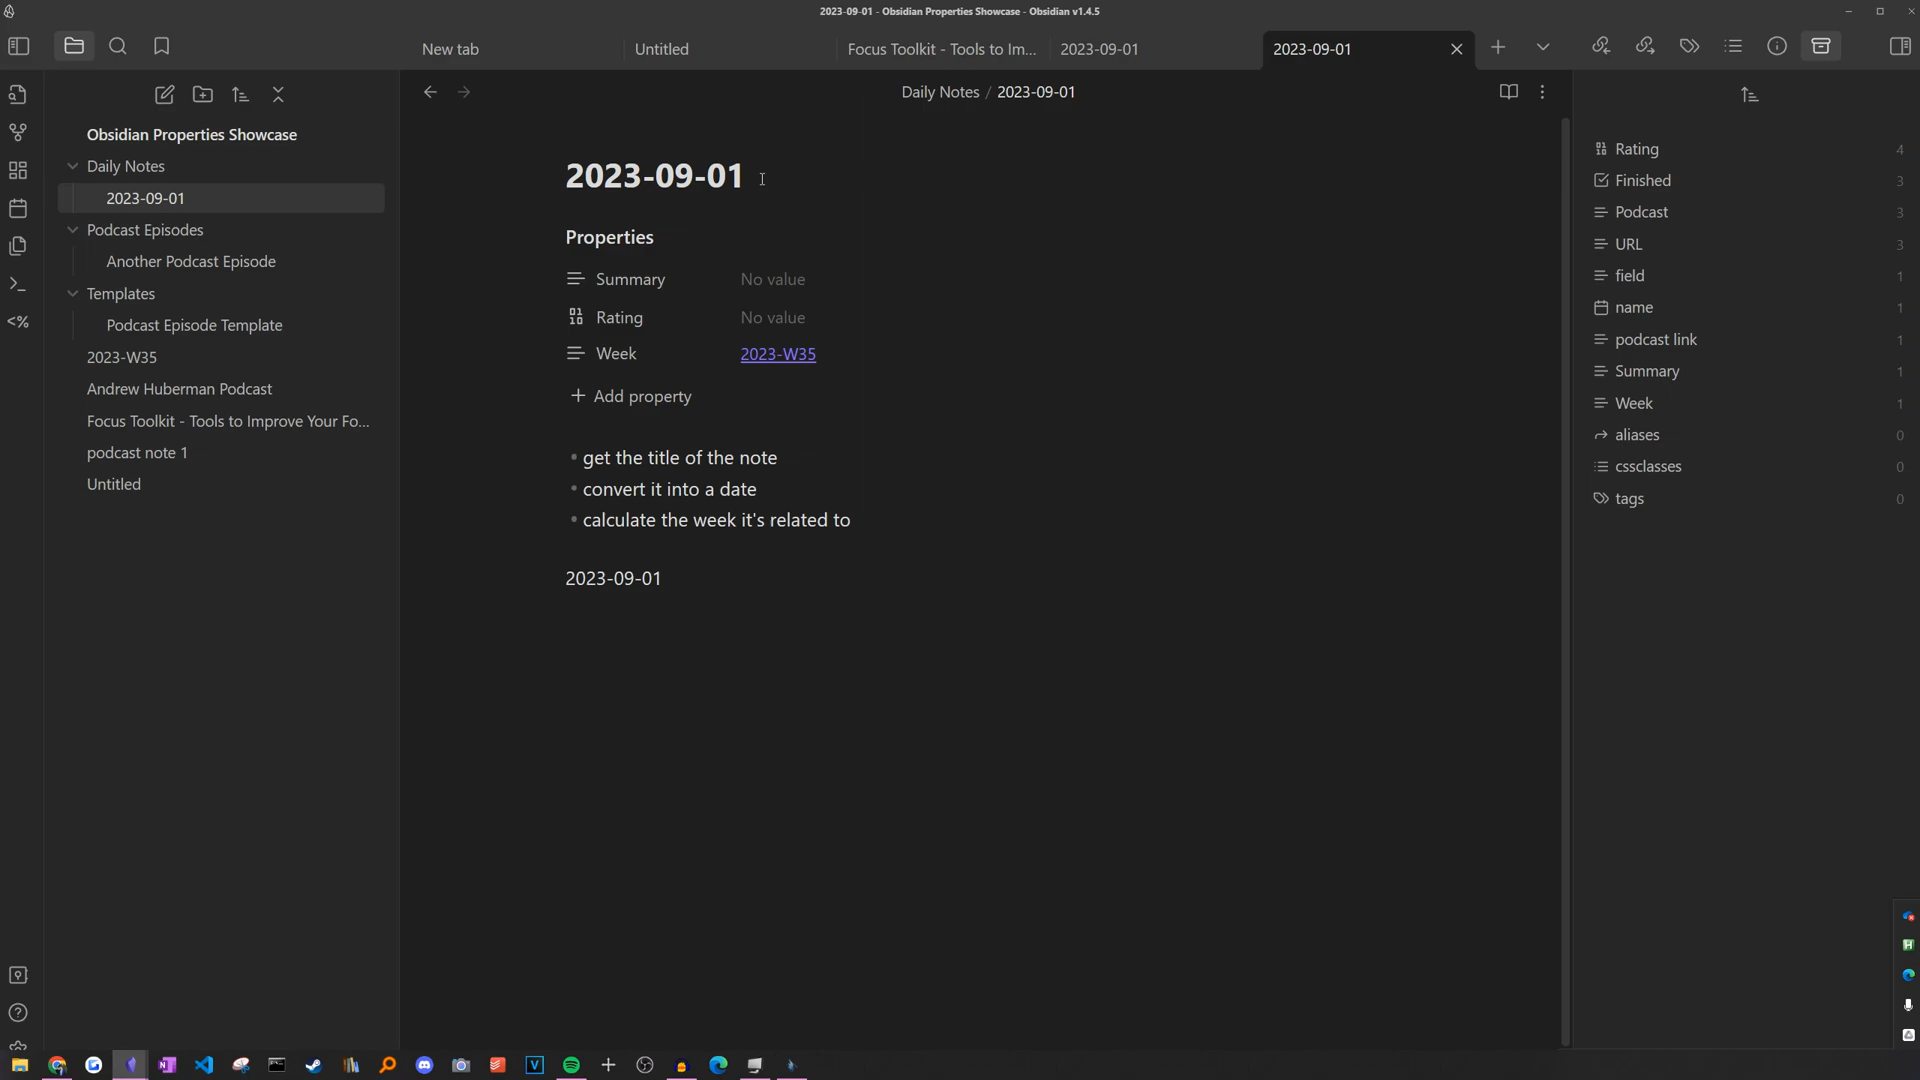 2023-09-01 - Obsidian Properties Showcase - Obsidian v1.4.5
New tab
Untitled
Focus Toolkit - Tools to Im...
2023-09-01
2023-09-01
Daily Notes / 2023-09-01
Obsidian Properties Showcase
Daily Notes
2023-09-01
Podcast Episodes
Another Podcast Episode
Templates
Podcast Episode Template
2023-W35
Andrew Huberman Podcast
Focus Toolkit - Tools to Improve Your Fo...
podcast note 1
Untitled
2023-09-01
Properties
Summary No value
Rating No value
Week 2023-W35
+ Add property
• get the title of the note
• convert it into a date
• calculate the week it's related to
2023-09-01
Rating 4
Finished 3
Podcast 3
URL 3
field 1
name 1
podcast link 1
Summary 1
Week 1
aliases 0
cssclasses 0
tags 0